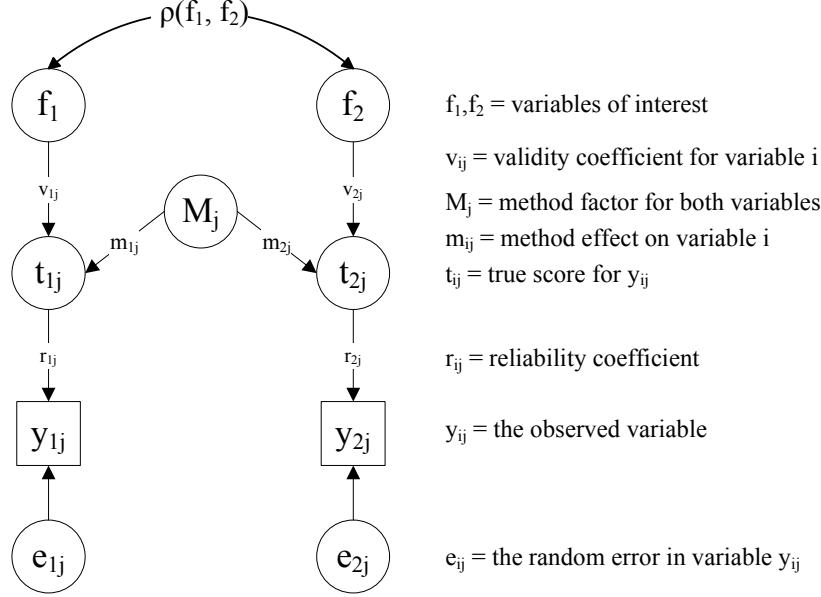 ρ(f₁, f₂)
f₁ f₂ f₁,f₂ = variables of interest
v₁ⱼ v₂ⱼ vᵢⱼ = validity coefficient for variable i
Mⱼ Mⱼ = method factor for both variables
m₁ⱼ m₂ⱼ mᵢⱼ = method effect on variable i
t₁ⱼ t₂ⱼ tᵢⱼ = true score for yᵢⱼ
r₁ⱼ r₂ⱼ rᵢⱼ = reliability coefficient
y₁ⱼ y₂ⱼ yᵢⱼ = the observed variable
e₁ⱼ e₂ⱼ eᵢⱼ = the random error in variable yᵢⱼ